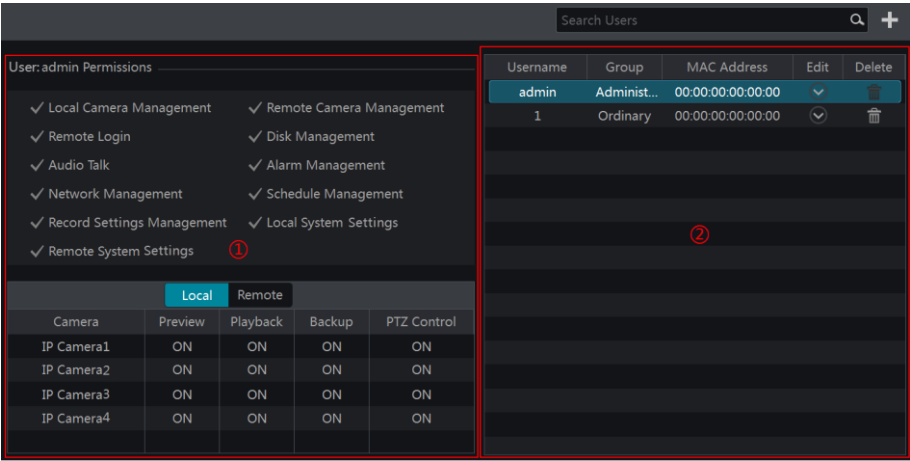 Search Users
User:admin Permissions
Local Camera Management Remote Camera Management
Remote Login Disk Management
Audio Talk Alarm Management
Network Management Schedule Management
Record Settings Management Local System Settings
Remote System Settings ①
Local Remote
Camera Preview Playback Backup PTZ Control
IP Camera1 ON ON ON ON
IP Camera2 ON ON ON ON
IP Camera3 ON ON ON ON
IP Camera4 ON ON ON ON
Username Group MAC Address Edit Delete
admin Administ... 00:00:00:00:00:00
1 Ordinary 00:00:00:00:00:00
②